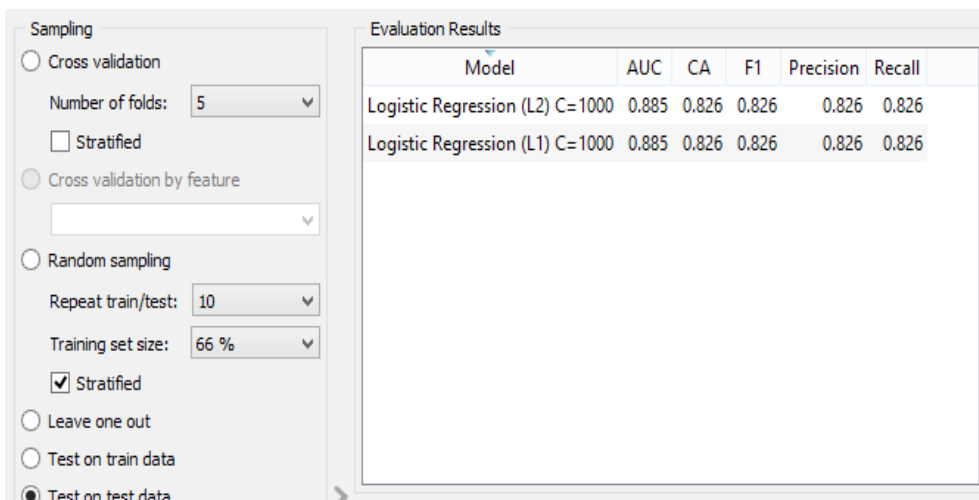 Sampling
Cross validation
Number of folds: 5
Stratified
Cross validation by feature
Random sampling
Repeat train/test: 10
Training set size: 66 %
Stratified
Leave one out
Test on train data
Test on test data
Evaluation Results
Model AUC CA F1 Precision Recall
Logistic Regression (L2) C=1000 0.885 0.826 0.826 0.826 0.826
Logistic Regression (L1) C=1000 0.885 0.826 0.826 0.826 0.826